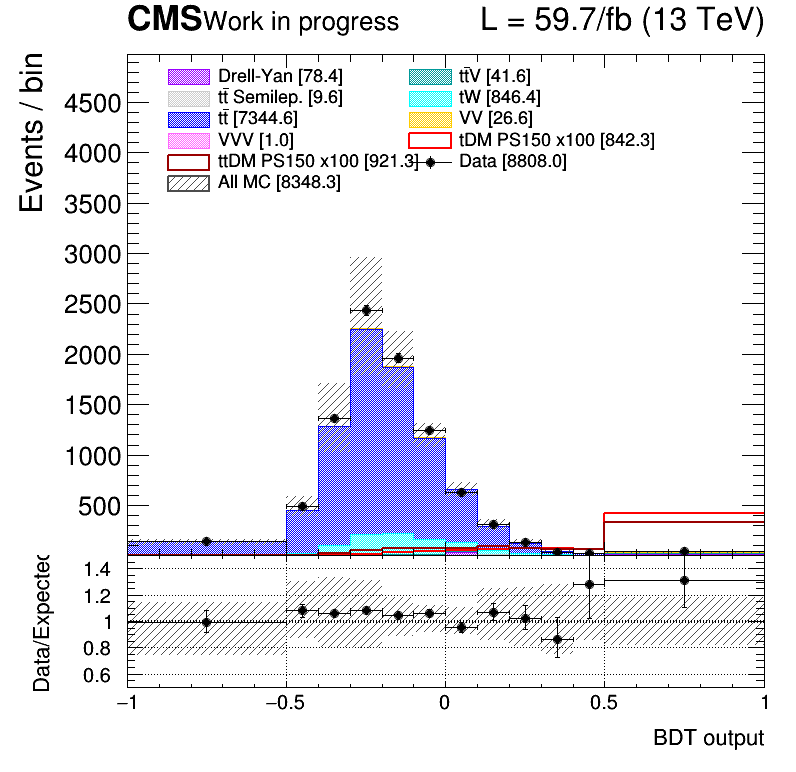 CMS Work in progress L = 59.7/fb (13 TeV)
Events / bin
Drell-Yan [78.4] tt̄V [41.6]
tt̄ Semilep. [9.6] tW [846.4]
tt̄ [7344.6] VV [26.6]
VVV [1.0] tDM PS150 x100 [842.3]
ttDM PS150 x100 [921.3] Data [8808.0]
All MC [8348.3]
4500
4000
3500
3000
2500
2000
1500
1000
500
Data/Expected
1.4
1.2
1
0.8
0.6
−1 −0.5 0 0.5 1
BDT output